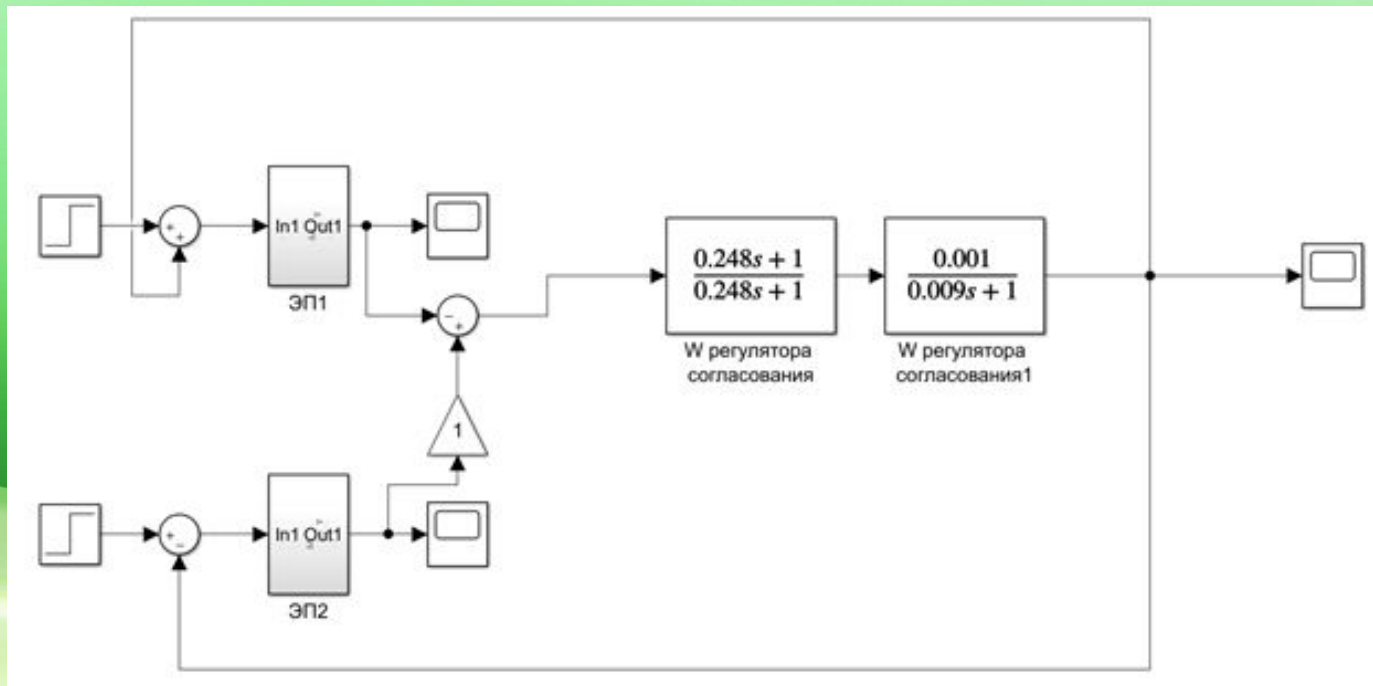 In1 Out1
ЭП1
0.248s + 1
0.248s + 1
W регулятора
согласования
0.001
0.009s + 1
W регулятора
согласования1
1
In1 Out1
ЭП2